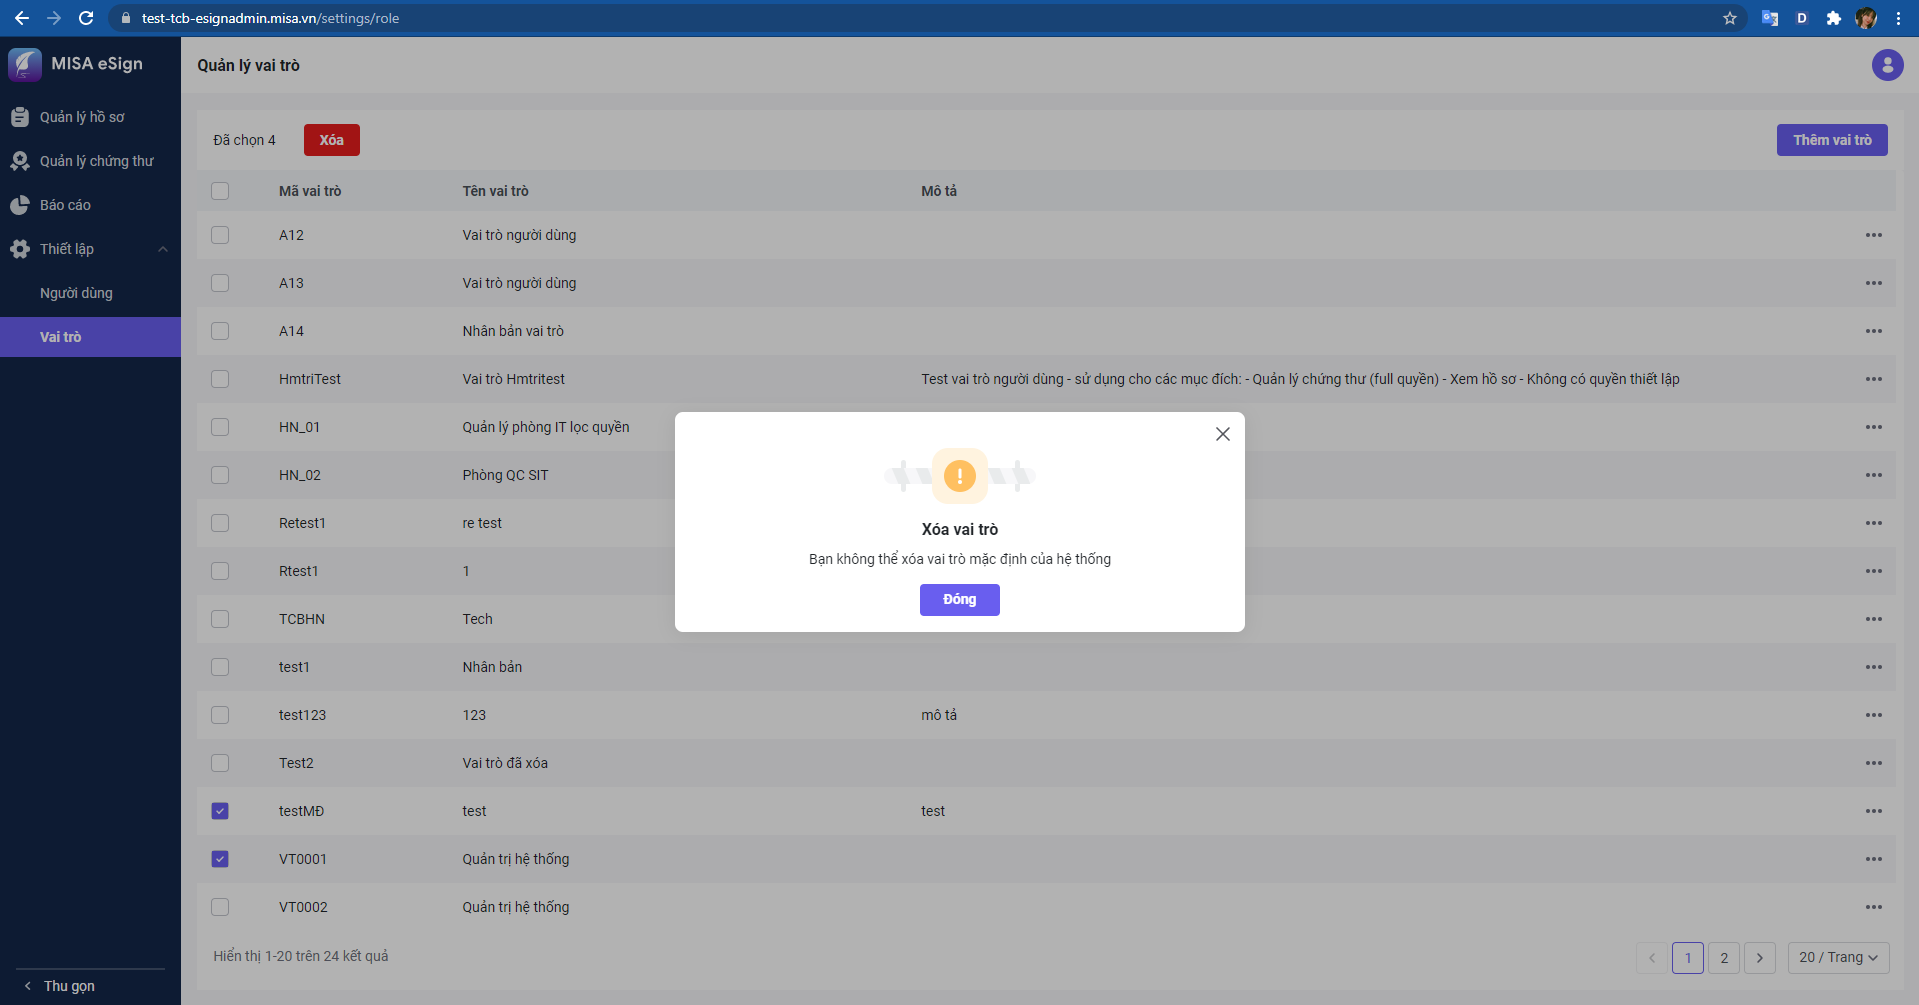 test-tcb-esignadmin.misa.vn/settings/role
D
MISA eSign
Quản lý hồ sơ
Quản lý chứng thư
Báo cáo
Thiết lập
Người dùng
Vai trò
Thu gọn
Quản lý vai trò
Đã chọn 4 Xóa Thêm vai trò
Mã vai trò Tên vai trò Mô tả
A12 Vai trò người dùng
A13 Vai trò người dùng
A14 Nhân bản vai trò
HmtriTest Vai trò Hmtritest Test vai trò người dùng - sử dụng cho các mục đích: - Quản lý chứng thư (full quyền) - Xem hồ sơ - Không có quyền thiết lập
HN_01 Quản lý phòng IT lọc quyền
HN_02 Phòng QC SIT
Retest1 re test
Rtest1 1
TCBHN Tech
test1 Nhân bản
test123 123 mô tả
Test2 Vai trò đã xóa
testMĐ test test
VT0001 Quản trị hệ thống
VT0002 Quản trị hệ thống
Hiển thị 1-20 trên 24 kết quả 1 2 20 / Trang
Xóa vai trò
Bạn không thể xóa vai trò mặc định của hệ thống
Đóng